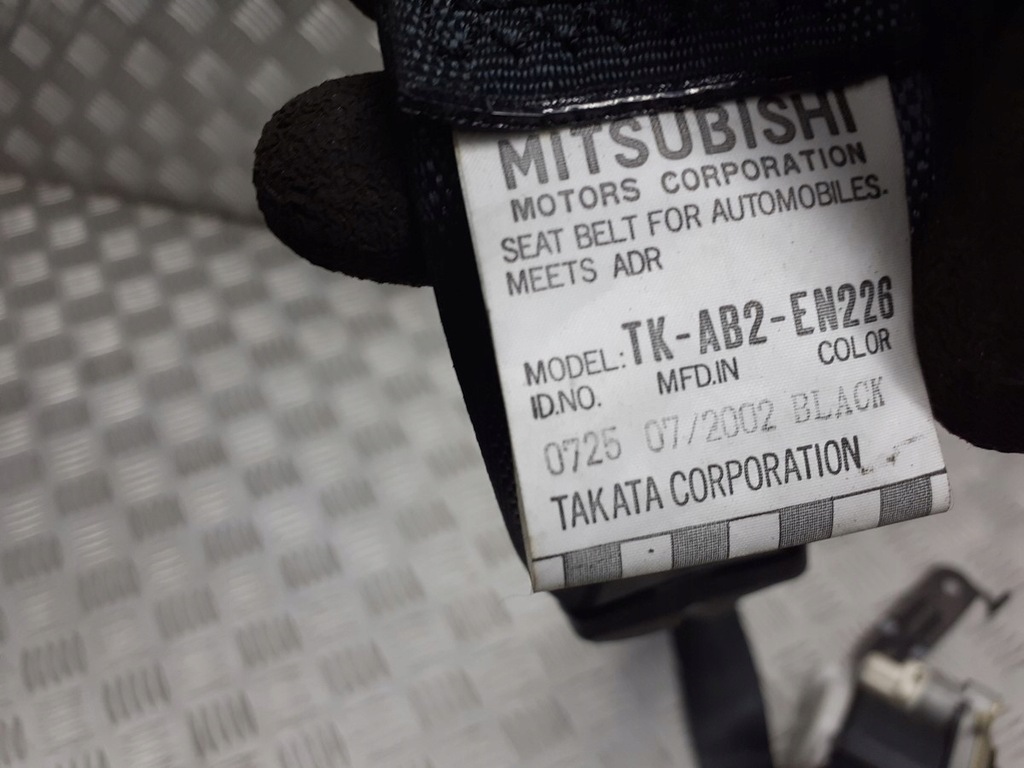 MITSUBISHI
MOTORS CORPORATION
SEAT BELT FOR AUTOMOBILES.
MEETS ADR
MODEL: TK-AB2-EN226
ID.NO. MFD.IN COLOR
0725 07/2002 BLACK
TAKATA CORPORATION